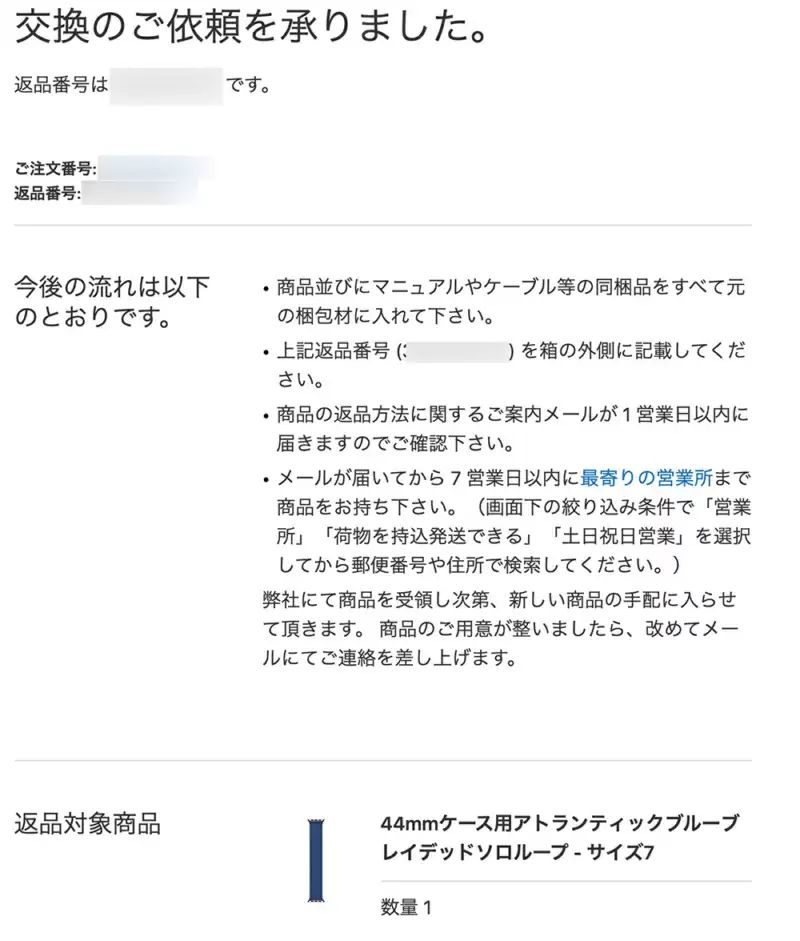 交換のご依頼を承りました。
返品番号は です。
ご注文番号:
返品番号:
今後の流れは以下
のとおりです。
• 商品並びにマニュアルやケーブル等の同梱品をすべて元
の梱包材に入れて下さい。
• 上記返品番号 ( ) を箱の外側に記載してくだ
さい。
• 商品の返品方法に関するご案内メールが 1 営業日以内に
届きますのでご確認下さい。
• メールが届いてから 7 営業日以内に最寄りの営業所まで
商品をお持ち下さい。（画面下の絞り込み条件で「営業
所」「荷物を持込発送できる」「土日祝日営業」を選択
してから郵便番号や住所で検索してください。）
弊社にて商品を受領し次第、新しい商品の手配に入らせ
て頂きます。 商品のご用意が整いましたら、改めてメー
ルにてご連絡を差し上げます。
返品対象商品
44mmケース用アトランティックブルーブ
レイデッドソロループ - サイズ7
数量 1